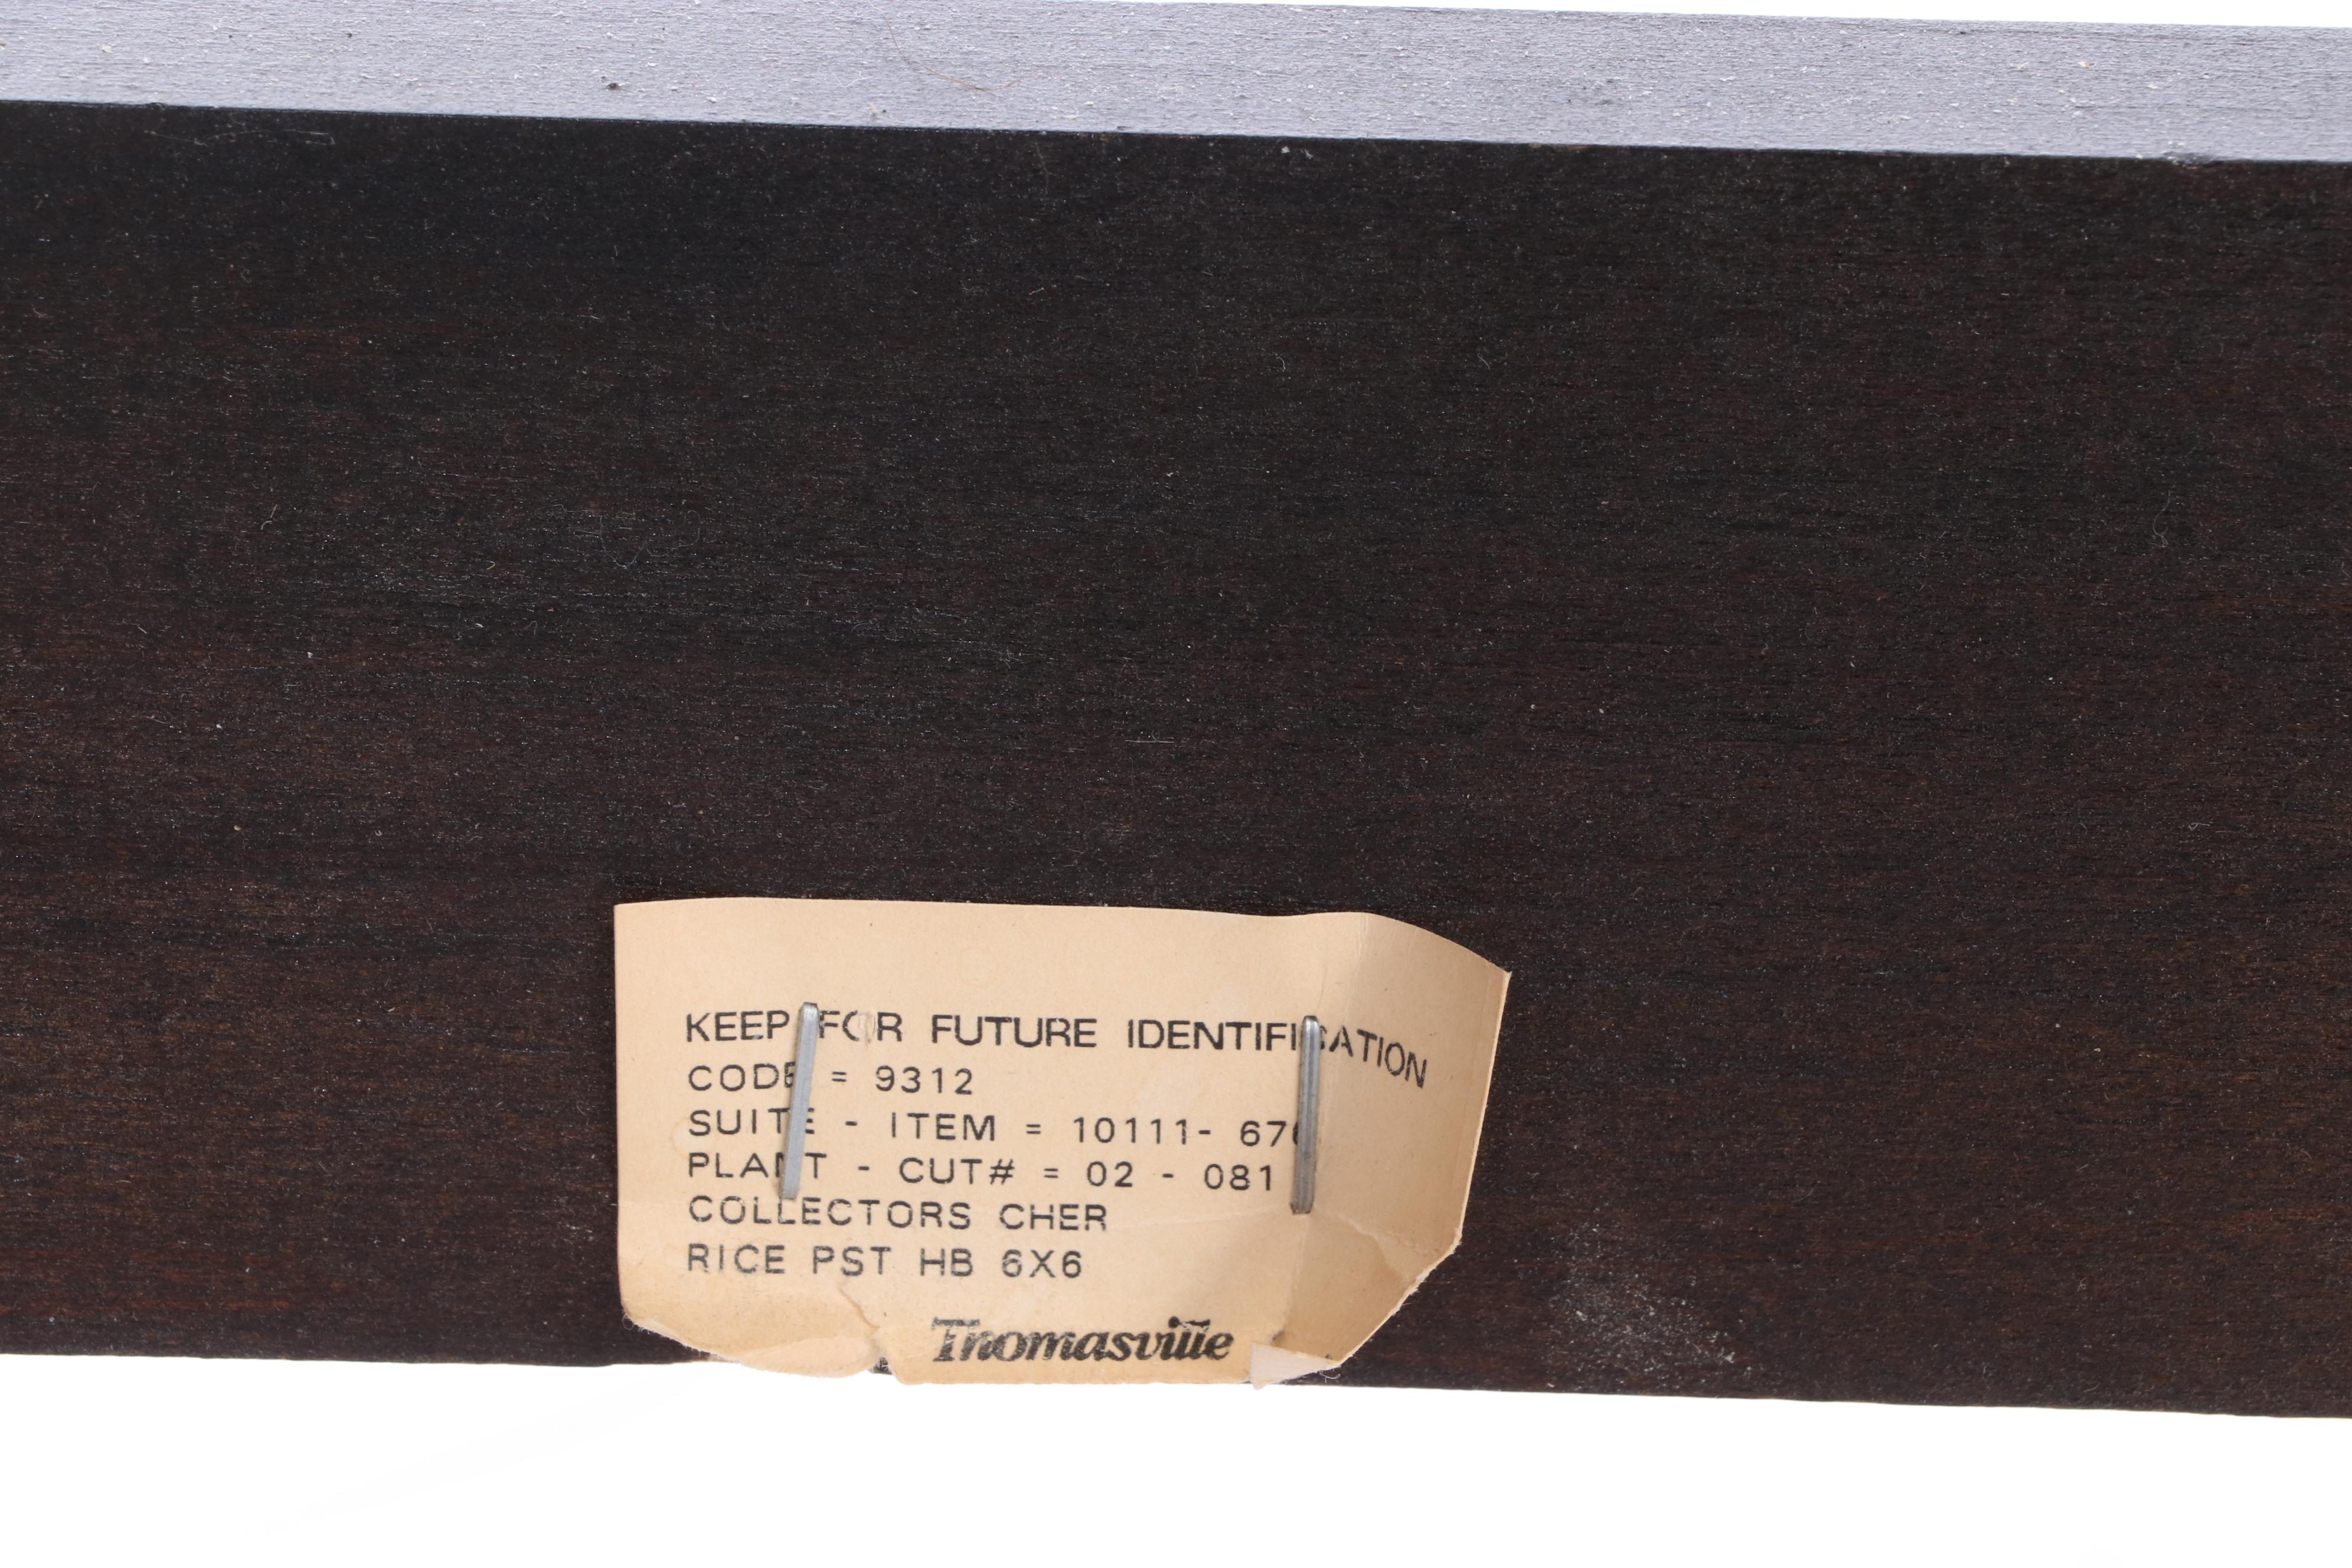 KEEP FOR FUTURE IDENTIFICATION
CODE = 9312
SUITE - ITEM = 10111-
PLANT - CUT# = 02 - 081
COLLECTORS CHER
RICE PST HB 6X6
Thomasville